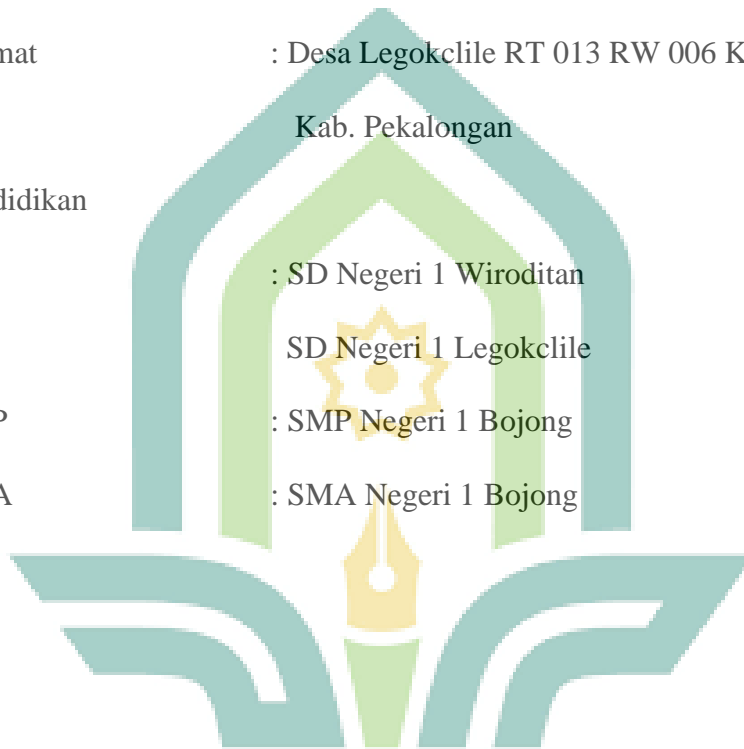 mat : Desa Legokclile RT 013 RW 006 K
Kab. Pekalongan
didikan
: SD Negeri 1 Wiroditan
SD Negeri 1 Legokclile
P : SMP Negeri 1 Bojong
A : SMA Negeri 1 Bojong